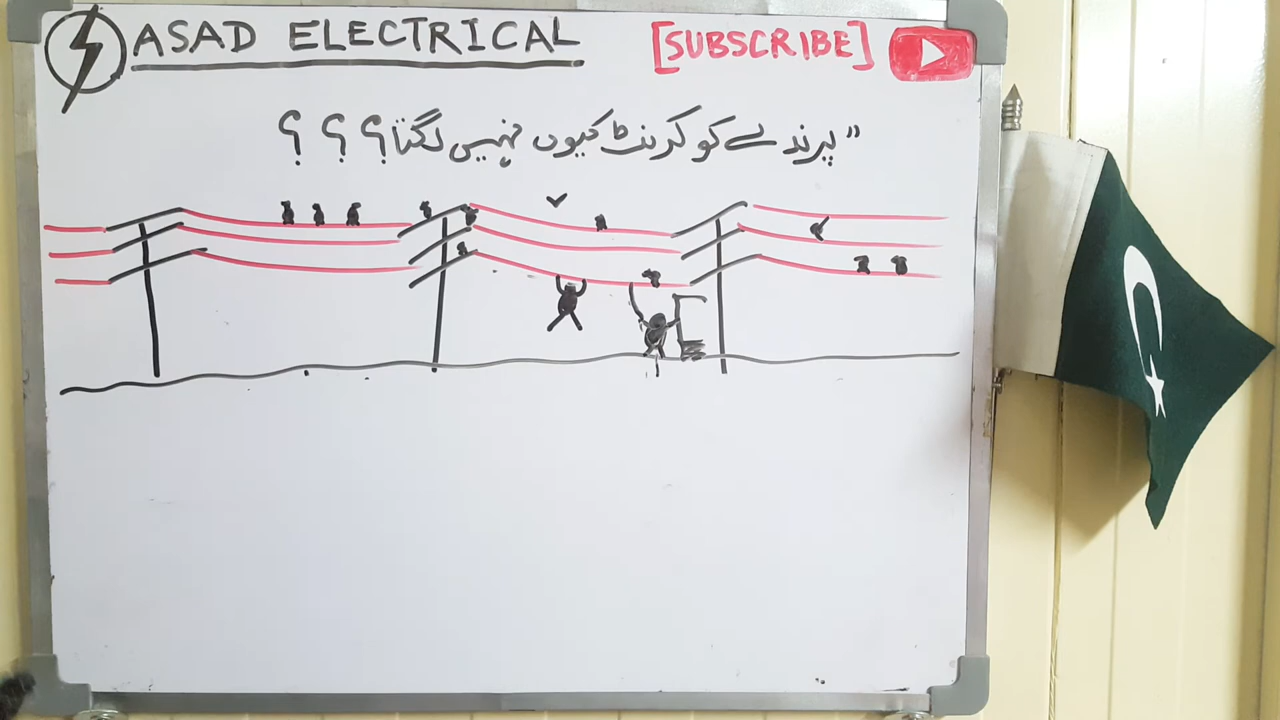 ASAD ELECTRICAL
[SUBSCRIBE]
"پرندے کو کرنٹ کیوں نہیں لگتا؟ ؟ ؟